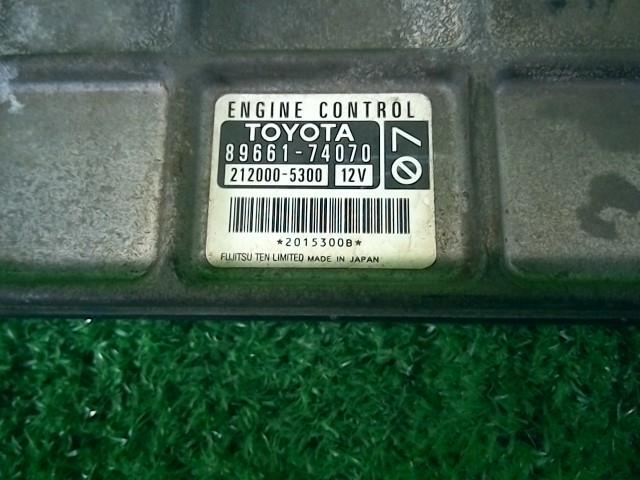 ENGINE CONTROL
TOYOTA
89661-74070
212000-5300 12V
07
*2015300B*
FUJITSU TEN LIMITED MADE IN JAPAN